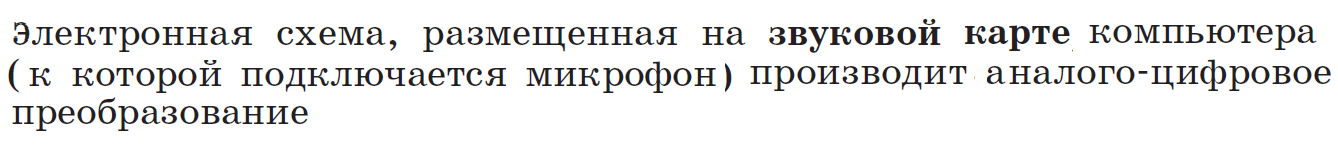 Электронная схема, размещенная на звуковой карте компьютера
(к которой подключается микрофон) производит аналого-цифровое
преобразование